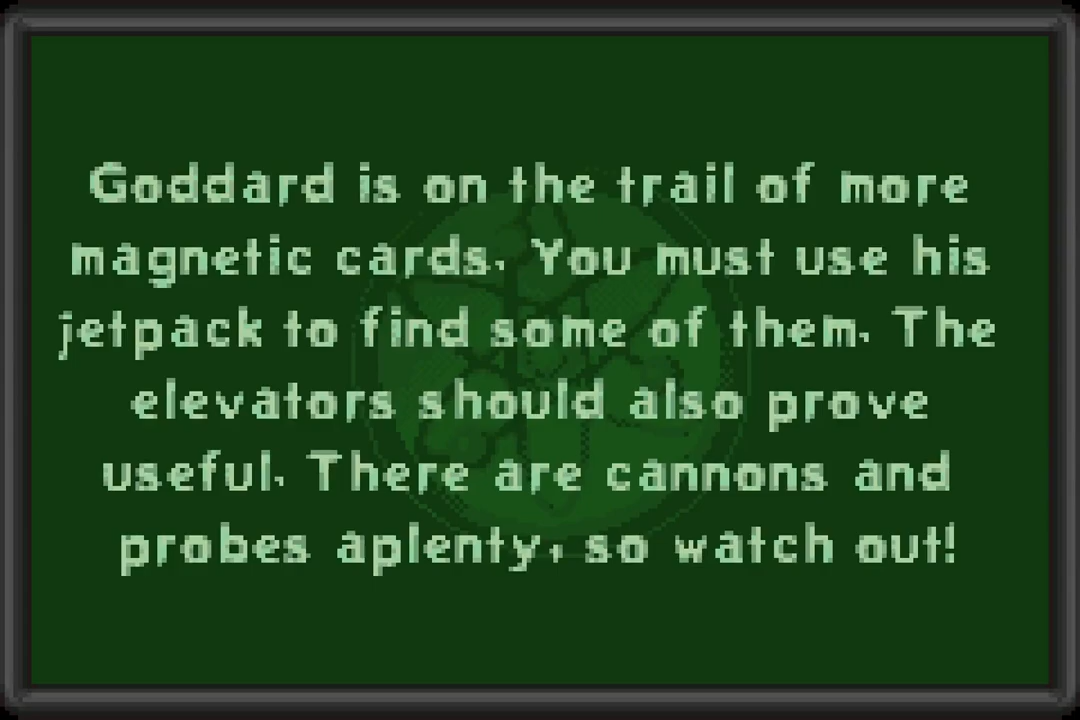 Goddard is on the trail of more
magnetic cards. You must use his
jetpack to find some of them. The
elevators should also prove
useful. There are cannons and
probes aplenty, so watch out!